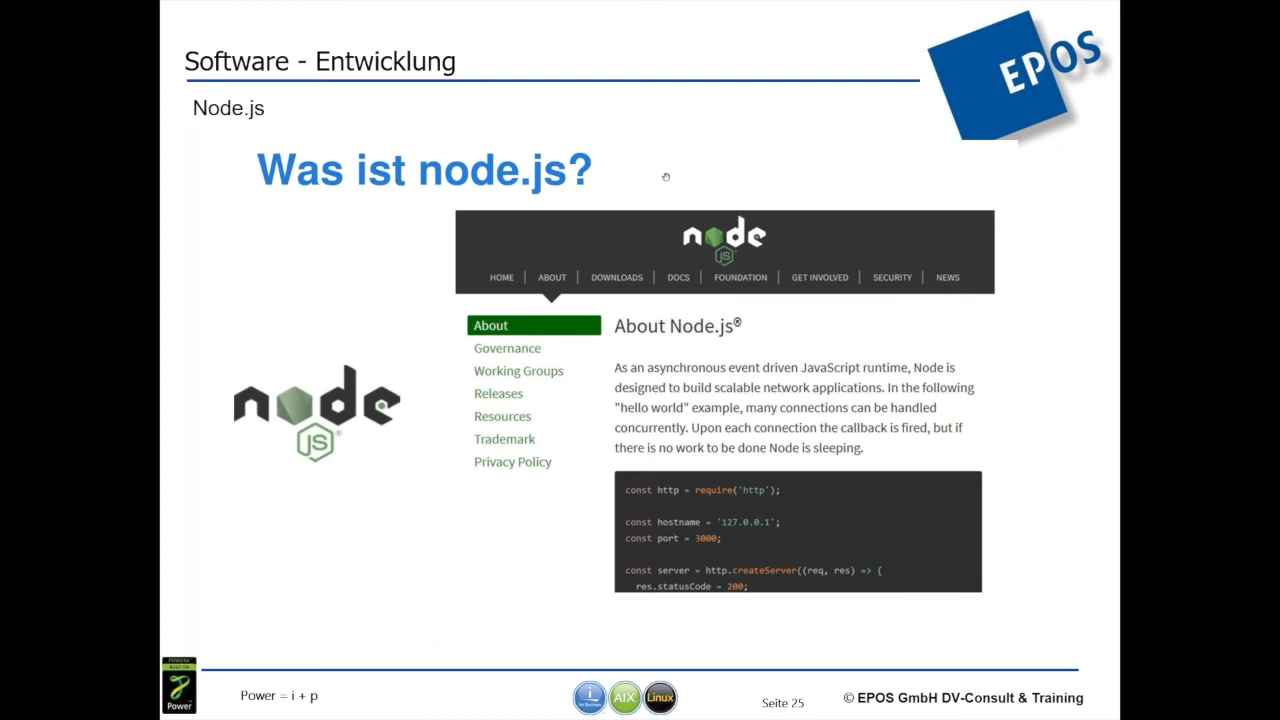 Software - Entwicklung
EPOS
Node.js
Was ist node.js?
node
JS
HOME | ABOUT | DOWNLOADS | DOCS | FOUNDATION | GET INVOLVED | SECURITY | NEWS
About
Governance
Working Groups
Releases
Resources
Trademark
Privacy Policy
About Node.js®
As an asynchronous event driven JavaScript runtime, Node is
designed to build scalable network applications. In the following
"hello world" example, many connections can be handled
concurrently. Upon each connection the callback is fired, but if
there is no work to be done Node is sleeping.
const http = require('http');
const hostname = '127.0.0.1';
const port = 3000;
const server = http.createServer((req, res) => {
res.statusCode = 200;
node
JS®
Power
Power = i + p
i
for Business
AIX
Linux
Seite 25
© EPOS GmbH DV-Consult & Training